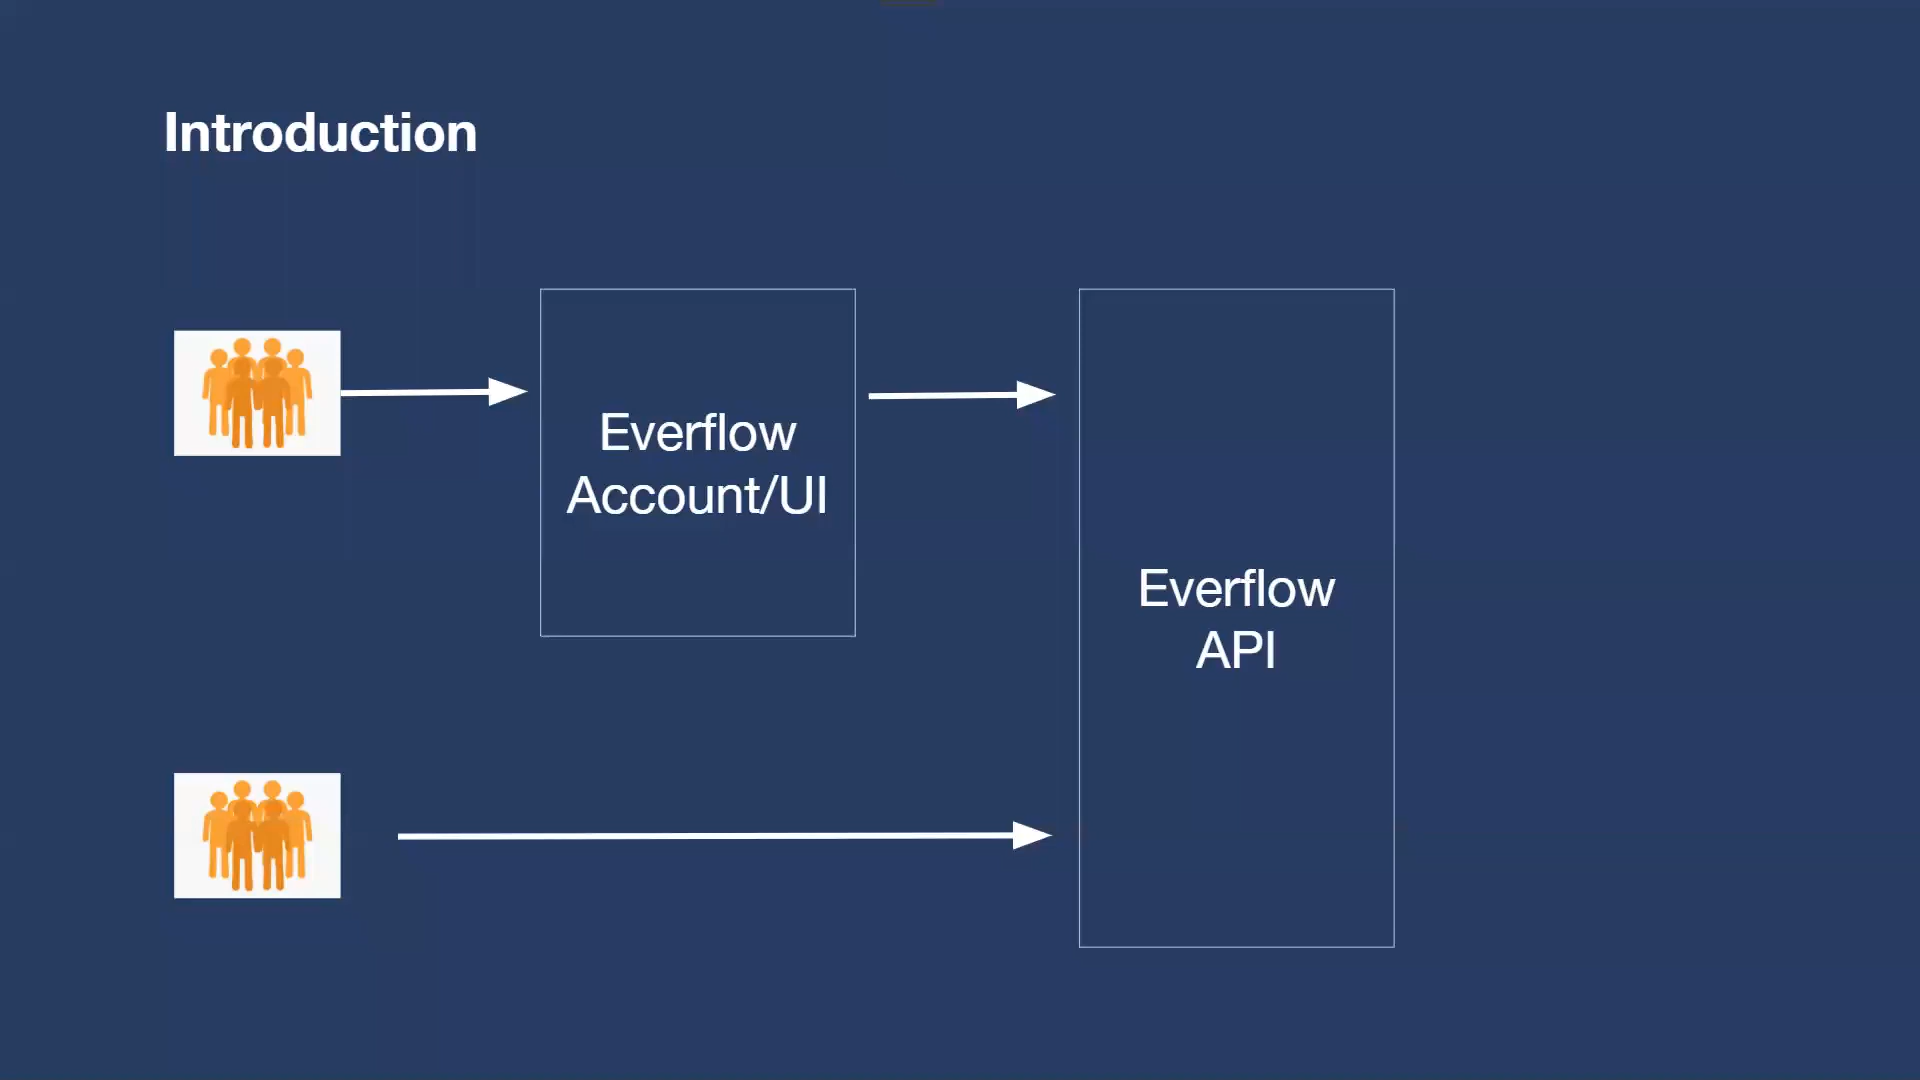 Introduction
Everflow
Account/UI
Everflow
API